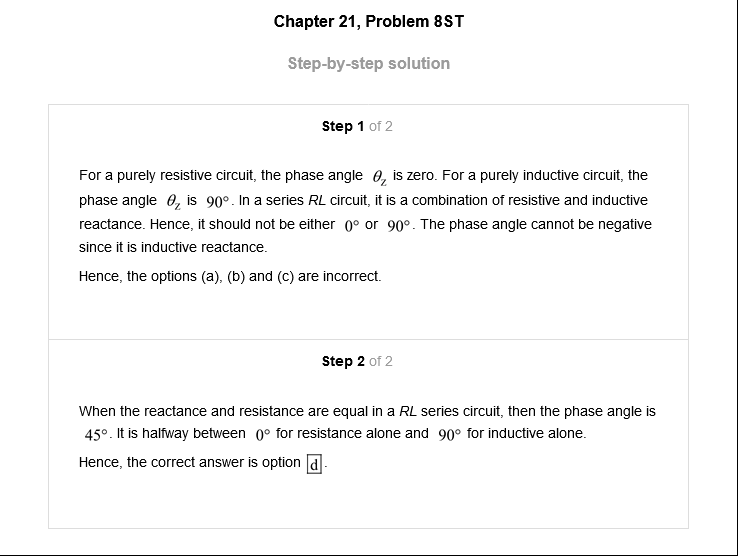 Chapter 21, Problem 8ST
Step-by-step solution
Step 1 of 2
For a purely resistive circuit, the phase angle θz is zero. For a purely inductive circuit, the
phase angle θz is 90°. In a series RL circuit, it is a combination of resistive and inductive
reactance. Hence, it should not be either 0° or 90°. The phase angle cannot be negative
since it is inductive reactance.
Hence, the options (a), (b) and (c) are incorrect.
Step 2 of 2
When the reactance and resistance are equal in a RL series circuit, then the phase angle is
45°. It is halfway between 0° for resistance alone and 90° for inductive alone.
Hence, the correct answer is option d.